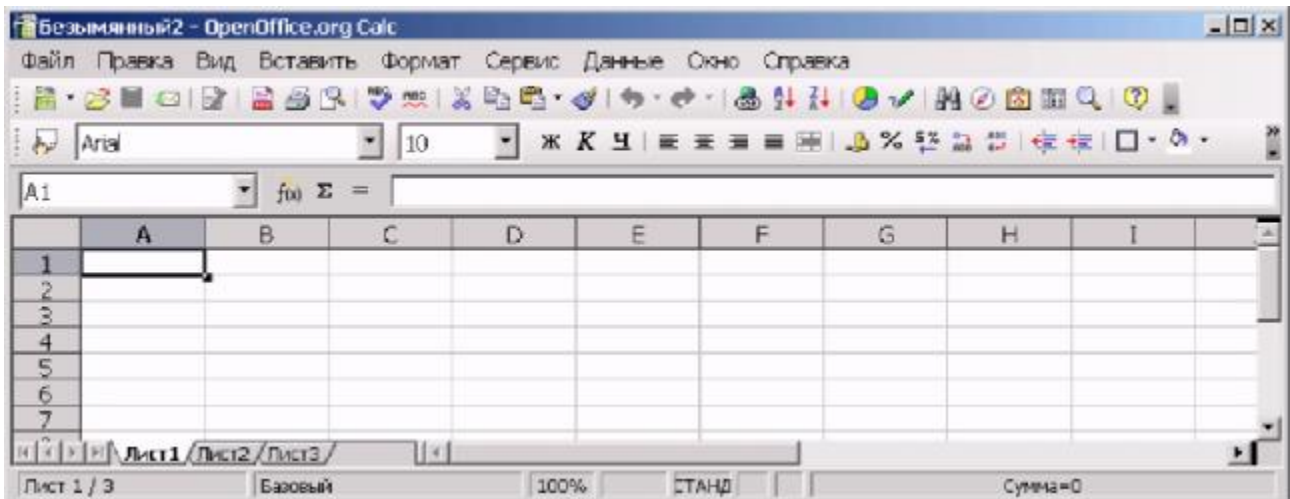 Безымянный2 - OpenOffice.org Calc
Файл Правка Вид Вставить Формат Сервис Данные Окно Справка
Arial 10 Ж К Ч %
A1 f(x) Σ =
A B C D E F G H I
1
2
3
4
5
6
7
Лист1 Лист2 Лист3
Лист 1 / 3 Базовый 100% СТАНД Сумма=0